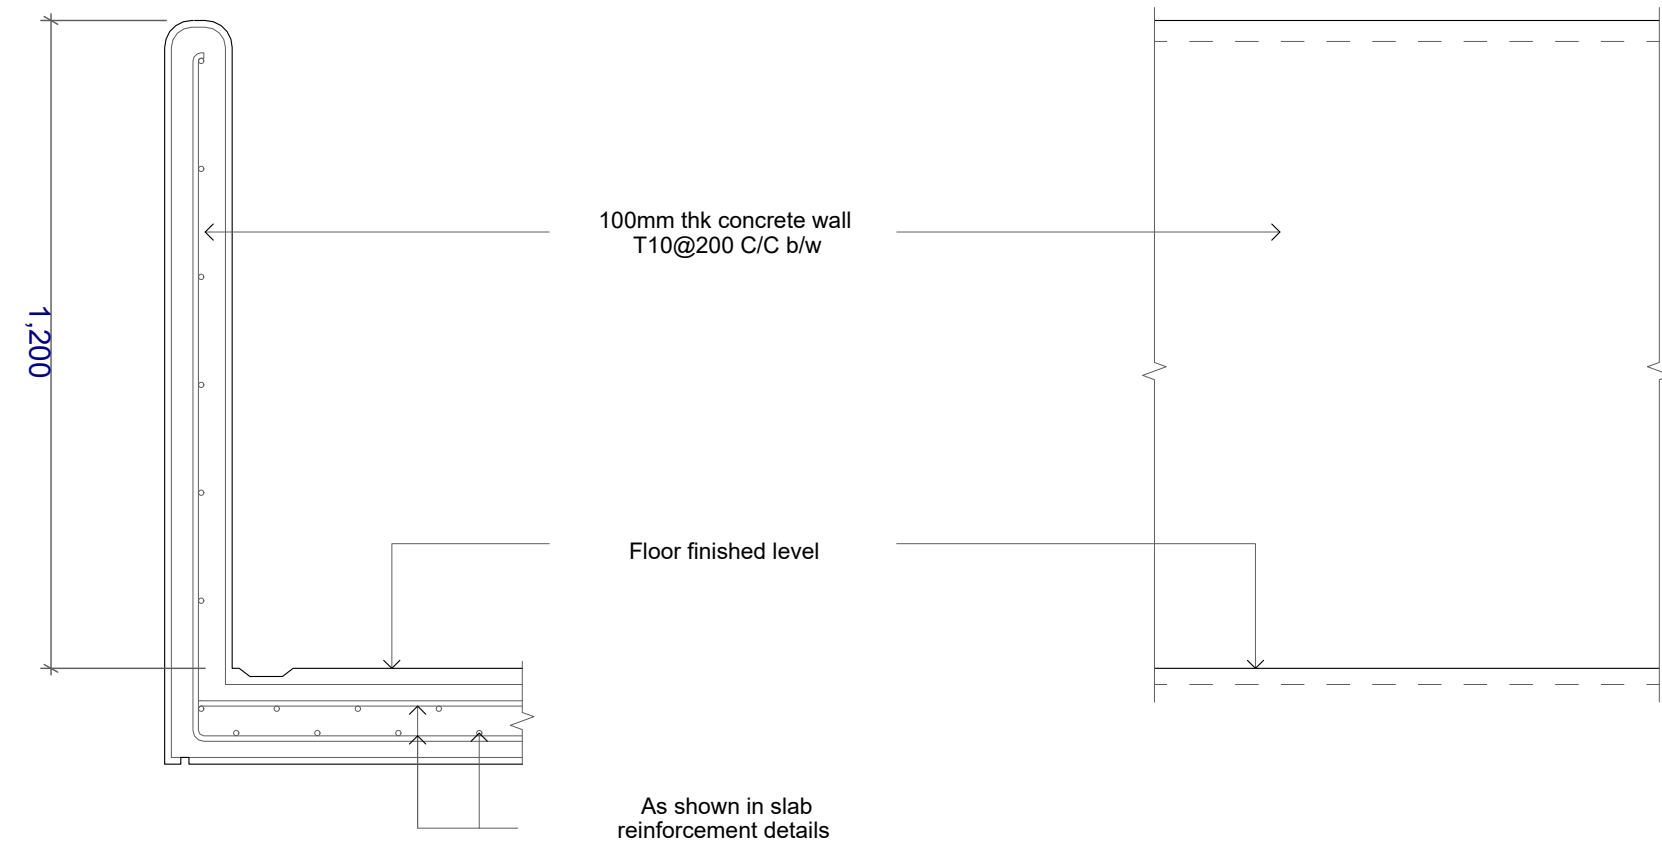 1,200
100mm thk concrete wall
T10@200 C/C b/w
Floor finished level
As shown in slab
reinforcement details